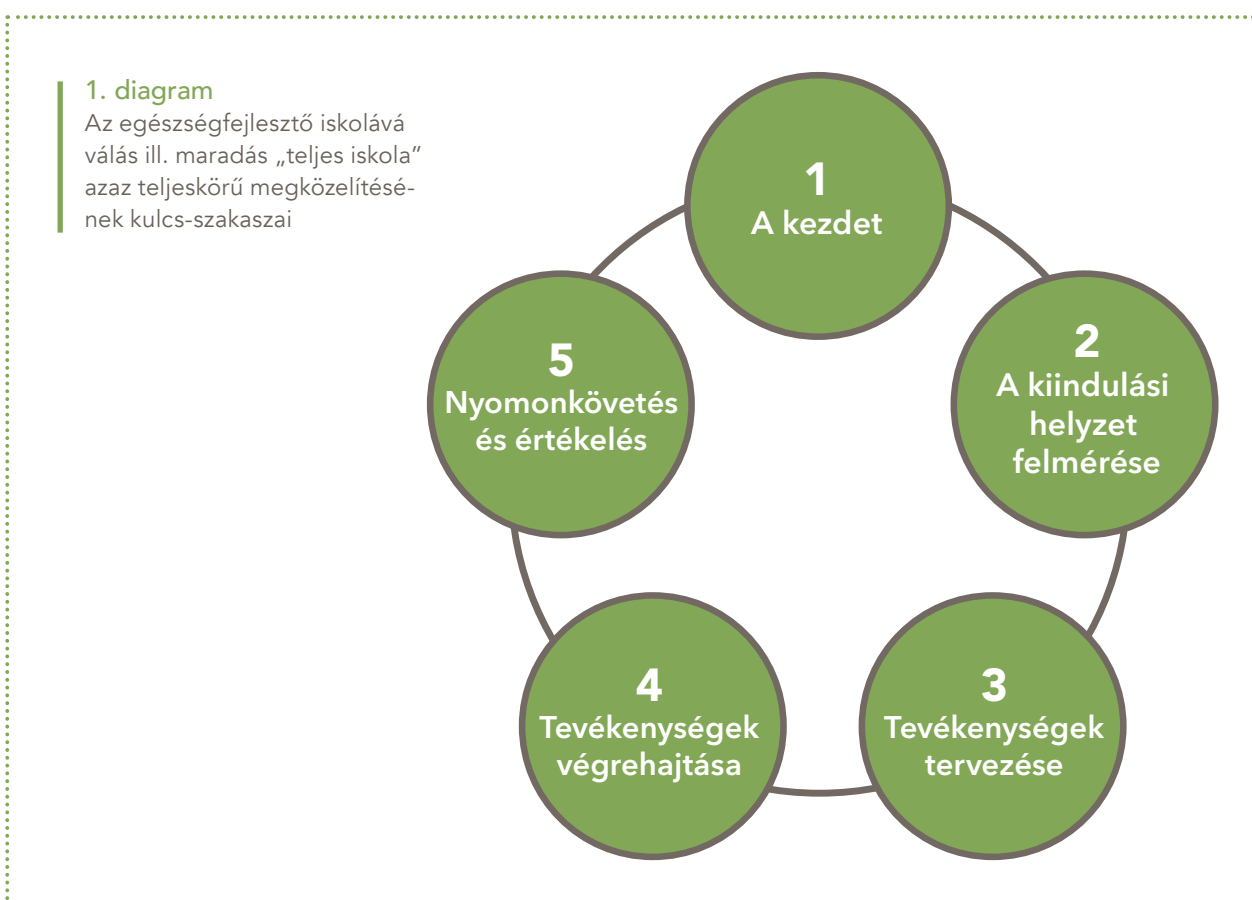 1. diagram
Az egészségfejlesztő iskolává
válás ill. maradás „teljes iskola”
azaz teljeskörű megközelítésé-
nek kulcs-szakaszai
1
A kezdet
2
A kiindulási
helyzet
felmérése
3
Tevékenységek
tervezése
4
Tevékenységek
végrehajtása
5
Nyomonkövetés
és értékelés